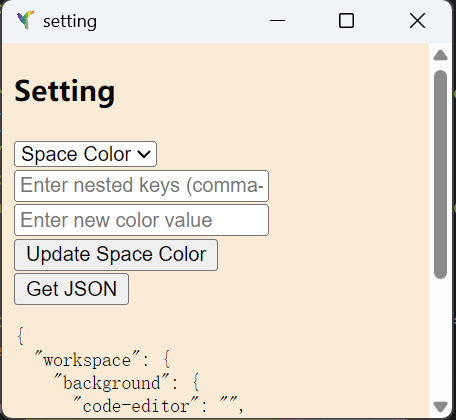 setting
Setting
Space Color
Enter nested keys (comma-
Enter new color value
Update Space Color
Get JSON
{
"workspace": {
"background": {
"code-editor": "",